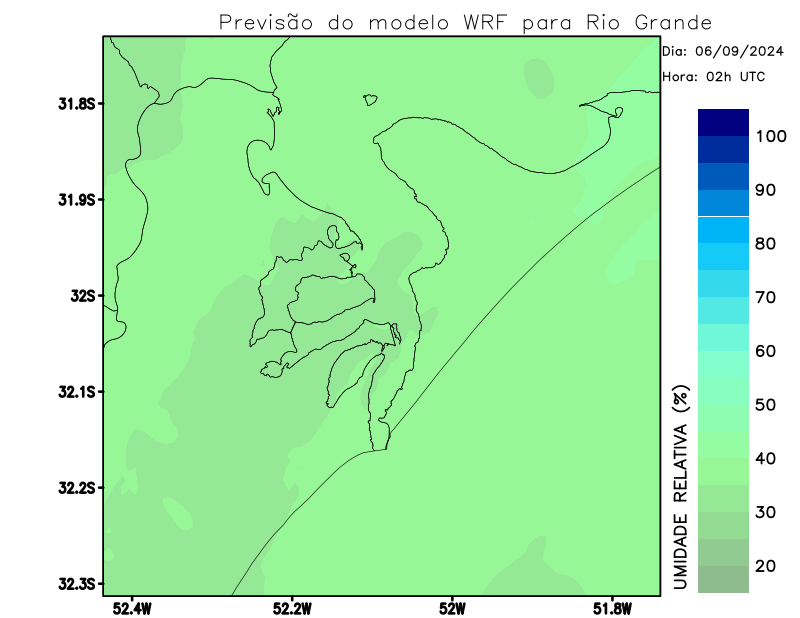 Previsão do modelo WRF para Rio Grande
Dia: 06/09/2024
Hora: 02h UTC
31.8S
31.9S
32S
32.1S
32.2S
32.3S
52.4W
52.2W
52W
51.8W
100
90
80
70
60
50
40
30
20
UMIDADE RELATIVA (%)